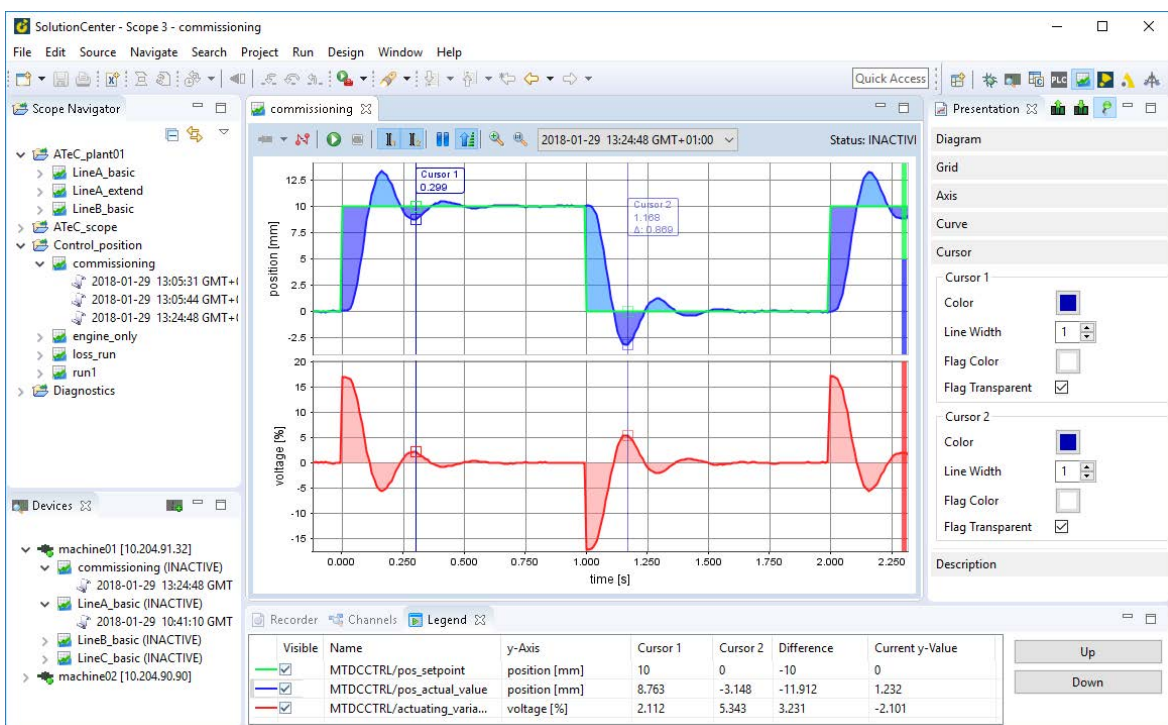 SolutionCenter - Scope 3 - commissioning
File Edit Source Navigate Search Project Run Design Window Help
Quick Access
PLC
Scope Navigator
ATeC_plant01
LineA_basic
LineA_extend
LineB_basic
ATeC_scope
Control_position
commissioning
2018-01-29 13:05:31 GMT+(
2018-01-29 13:05:44 GMT+(
2018-01-29 13:24:48 GMT+(
engine_only
loss_run
run1
Diagnostics
Devices
machine01 [10.204.91.32]
commissioning (INACTIVE)
2018-01-29 13:24:48 GMT
LineA_basic (INACTIVE)
2018-01-29 10:41:10 GMT
LineB_basic (INACTIVE)
LineC_basic (INACTIVE)
machine02 [10.204.90.90]
commissioning
2018-01-29 13:24:48 GMT+01:00
Status: INACTIVI
position [mm]
12.5
10
7.5
5
2.5
0
-2.5
Cursor 1
0.299
Cursor 2
1.168
Δ: 0.869
voltage [%]
20
15
10
5
0
-5
-10
-15
0.000 0.250 0.500 0.750 1.000 1.250 1.500 1.750 2.000 2.250
time [s]
Recorder Channels Legend
Visible Name y-Axis Cursor 1 Cursor 2 Difference Current y-Value
MTDCCTRL/pos_setpoint position [mm] 10 0 -10 0
MTDCCTRL/pos_actual_value position [mm] 8.763 -3.148 -11.912 1.232
MTDCCTRL/actuating_varia... voltage [%] 2.112 5.343 3.231 -2.101
Up
Down
Presentation
Diagram
Grid
Axis
Curve
Cursor
Cursor 1
Color
Line Width 1
Flag Color
Flag Transparent
Cursor 2
Color
Line Width 1
Flag Color
Flag Transparent
Description